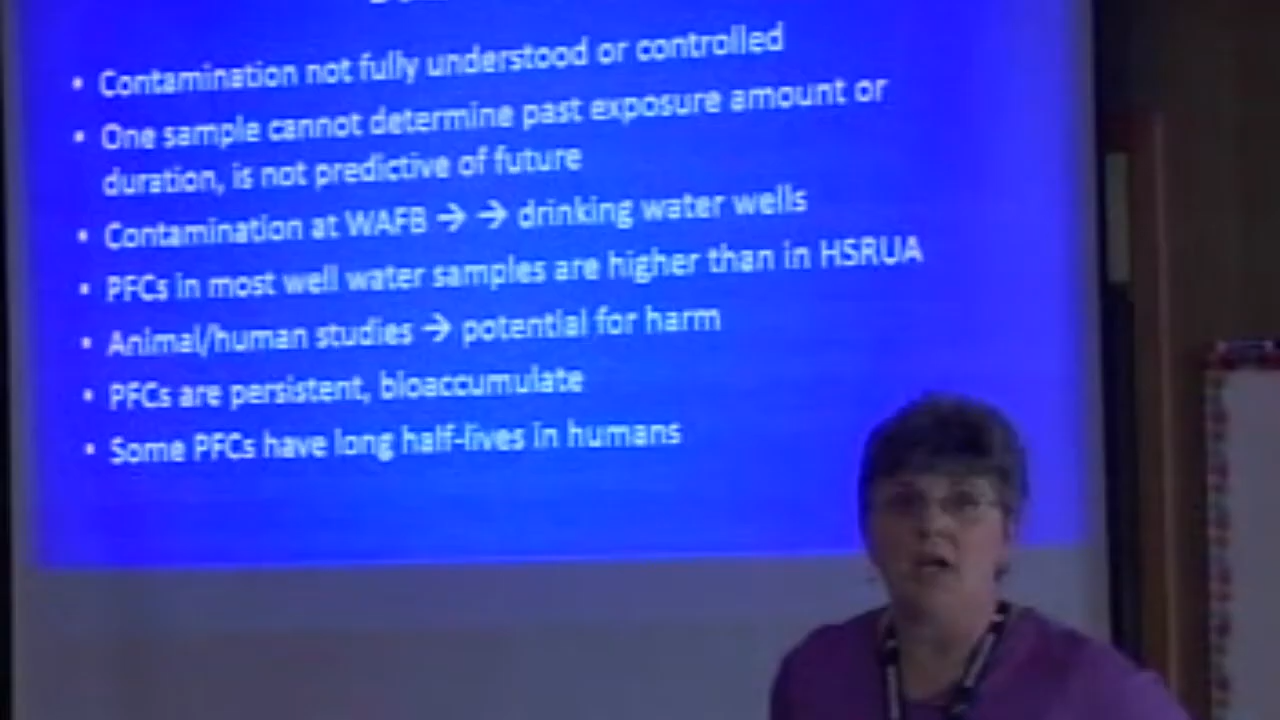 • Contamination not fully understood or controlled
• One sample cannot determine past exposure amount or
duration, is not predictive of future
• Contamination at WAFB → → drinking water wells
• PFCs in most well water samples are higher than in HSRUA
• Animal/human studies → potential for harm
• PFCs are persistent, bioaccumulate
• Some PFCs have long half-lives in humans